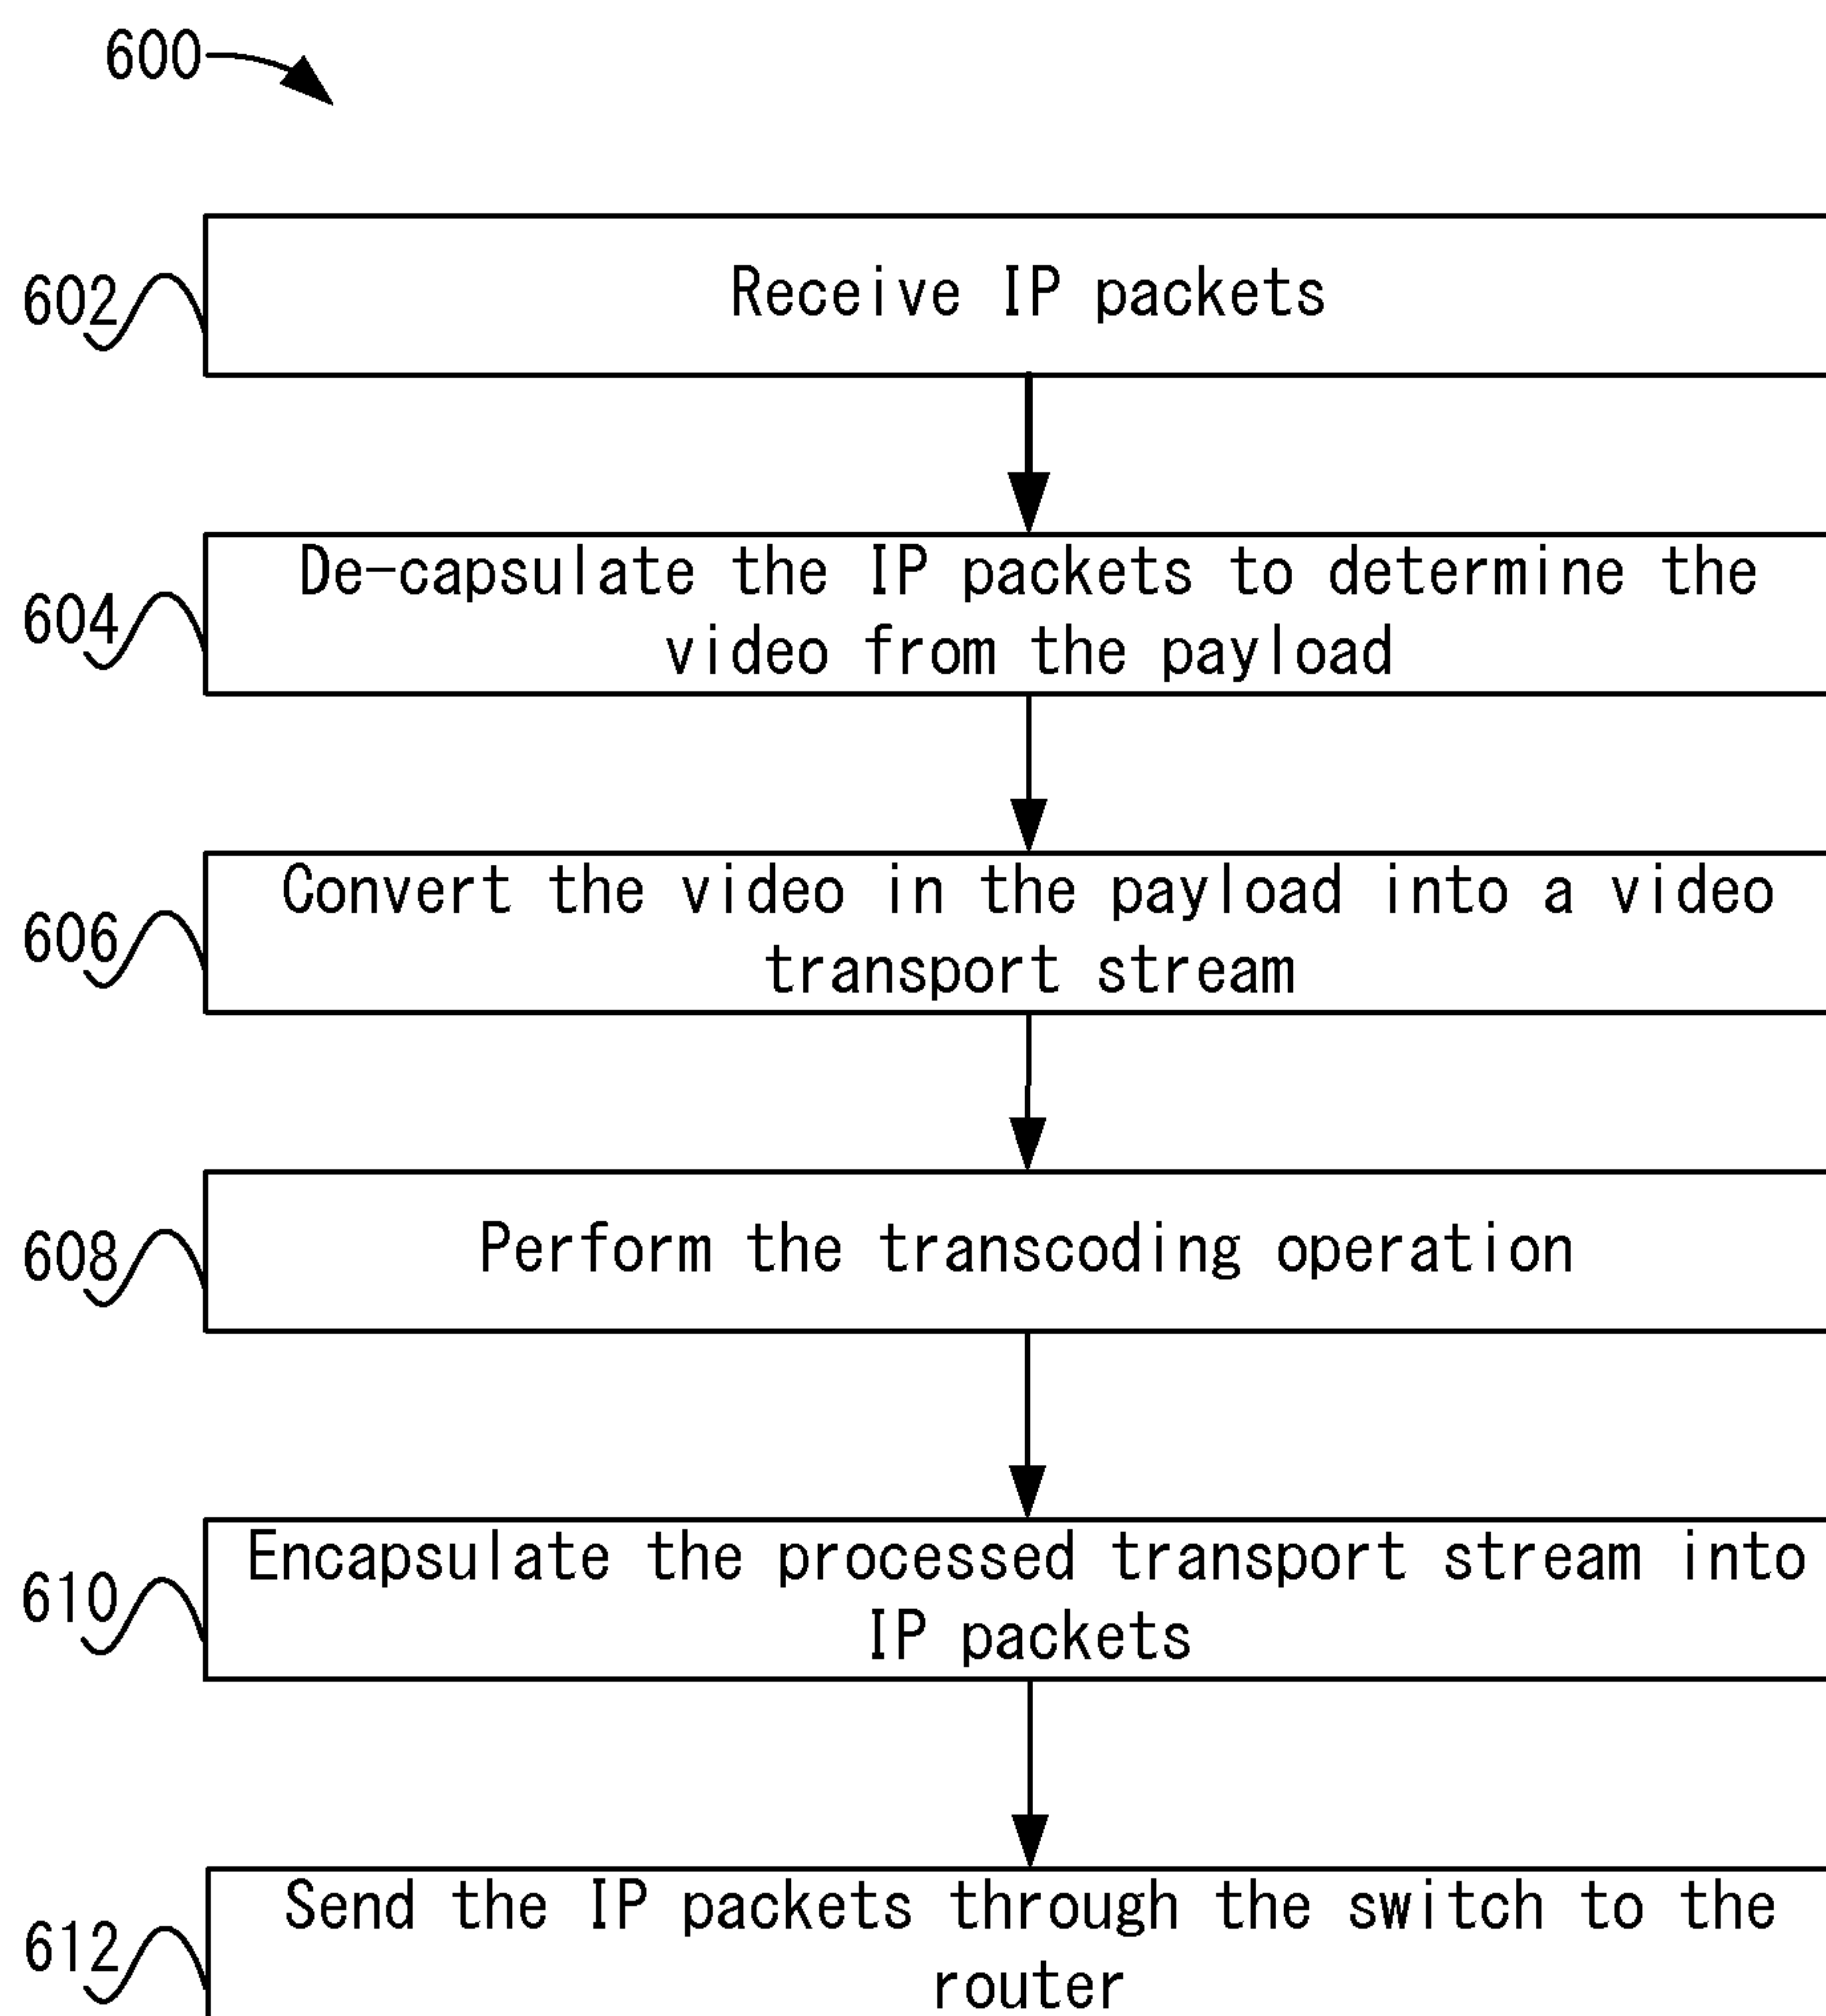 600
602
Receive IP packets
604
De-capsulate the IP packets to determine the
video from the payload
606
Convert the video in the payload into a video
transport stream
608
Perform the transcoding operation
610
Encapsulate the processed transport stream into
IP packets
612
Send the IP packets through the switch to the
router